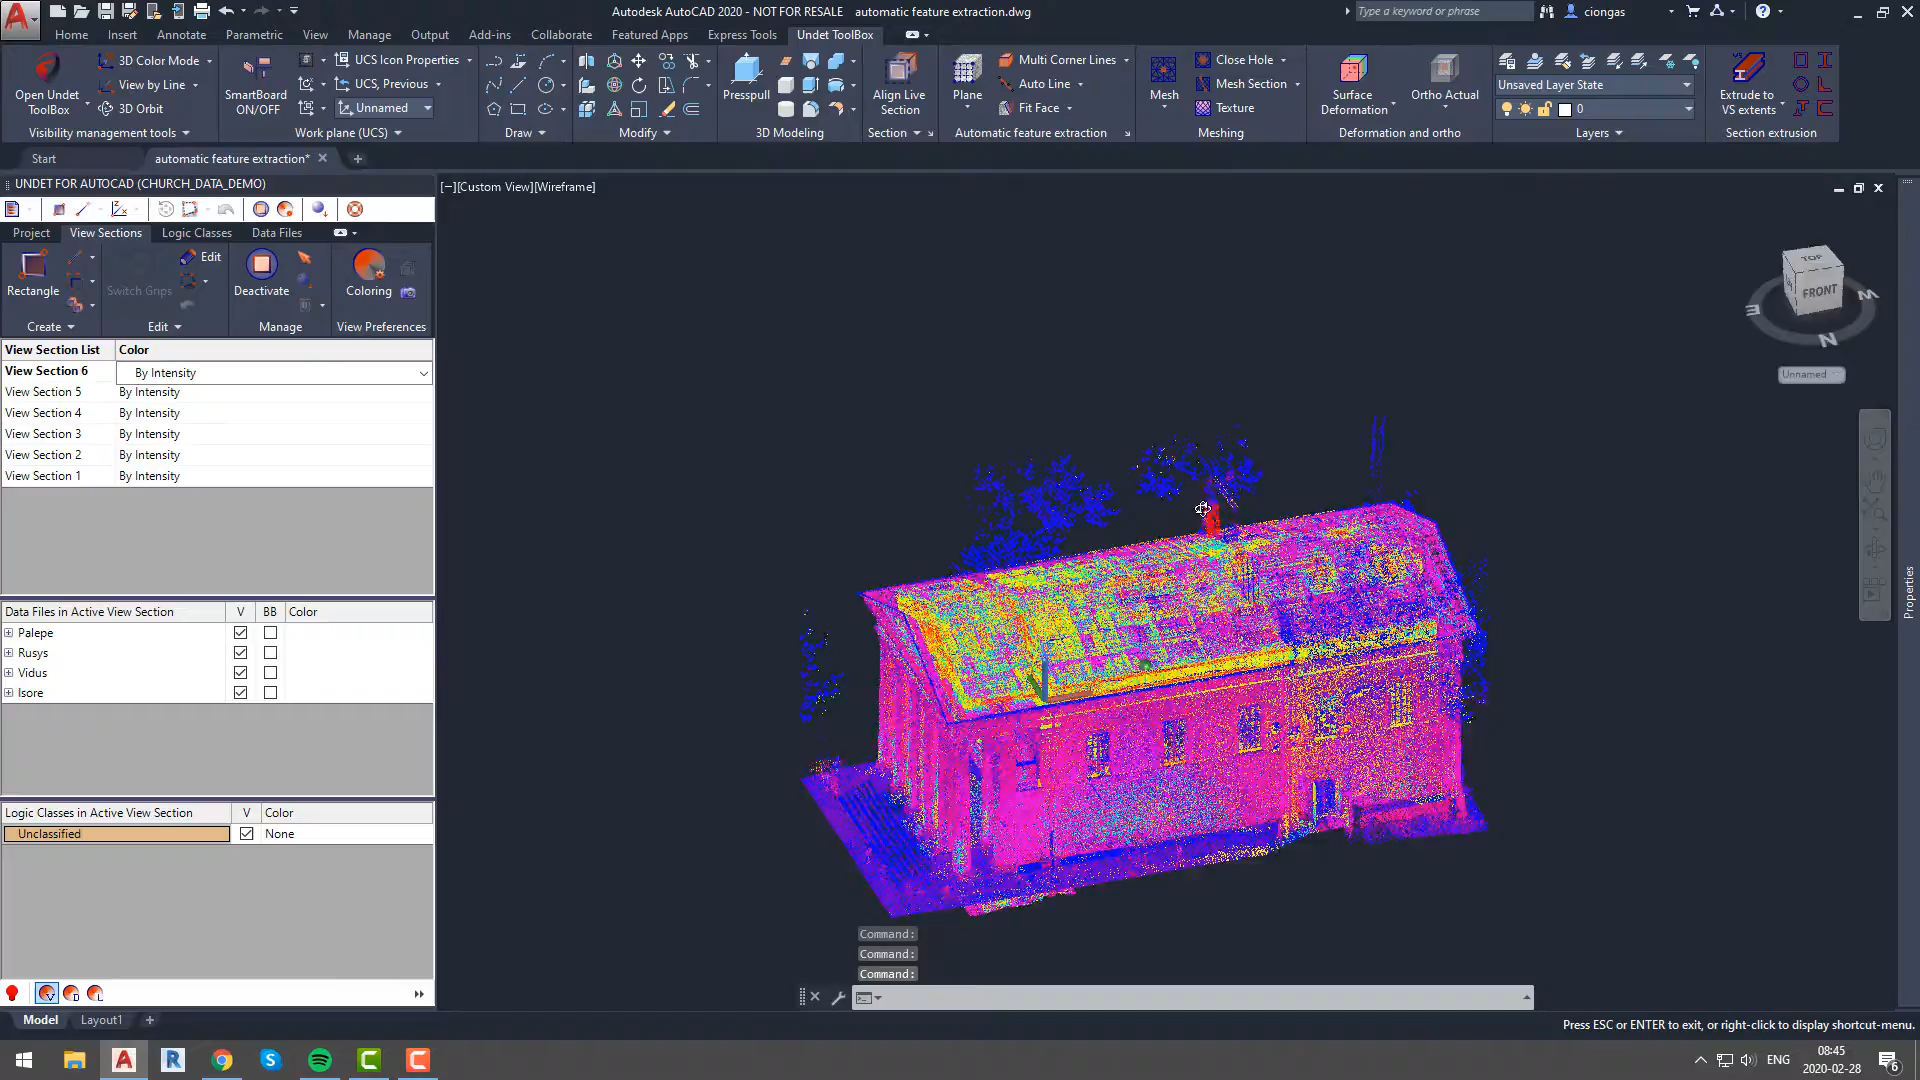 Autodesk AutoCAD 2020 - NOT FOR RESALE automatic feature extraction.dwg
Type a keyword or phrase
ciongas
Home Insert Annotate Parametric View Manage Output Add-ins Collaborate Featured Apps Express Tools Undet ToolBox
Open Undet ToolBox
3D Color Mode
View by Line
3D Orbit
Visibility management tools
SmartBoard ON/OFF
UCS Icon Properties
UCS, Previous
Unnamed
Work plane (UCS)
Draw
Modify
Presspull
3D Modeling
Align Live Section
Section
Plane
Multi Corner Lines
Auto Line
Fit Face
Automatic feature extraction
Mesh
Close Hole
Mesh Section
Texture
Meshing
Surface Deformation
Ortho Actual
Deformation and ortho
Unsaved Layer State
0
Layers
Extrude to VS extents
Section extrusion
Start
automatic feature extraction*
UNDET FOR AUTOCAD (CHURCH_DATA_DEMO)
[−][Custom View][Wireframe]
Project View Sections Logic Classes Data Files
Rectangle
Create
Switch Grips
Edit
Edit
Deactivate
Manage
Coloring
View Preferences
View Section List Color
View Section 6 By Intensity
View Section 5 By Intensity
View Section 4 By Intensity
View Section 3 By Intensity
View Section 2 By Intensity
View Section 1 By Intensity
TOP
FRONT
E
N
W
Unnamed
Properties
Data Files in Active View Section V BB Color
Palepe
Rusys
Vidus
Isore
Logic Classes in Active View Section V Color
Unclassified None
Command:
Command:
Command:
Model Layout1
Press ESC or ENTER to exit, or right-click to display shortcut-menu.
ENG
08:45
2020-02-28
6